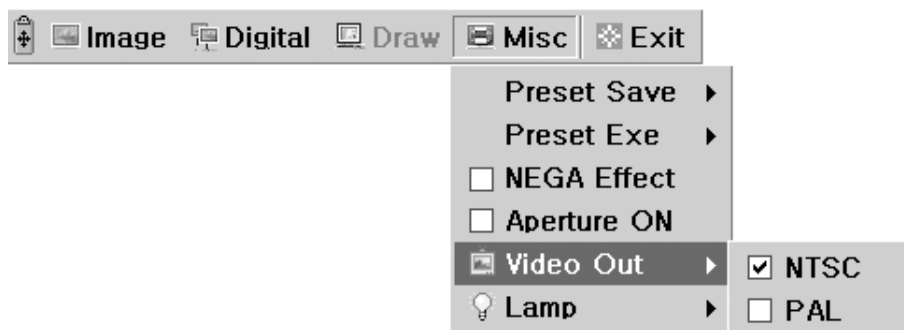 Image Digital Draw Misc Exit
Preset Save
Preset Exe
NEGA Effect
Aperture ON
Video Out
NTSC
Lamp
PAL